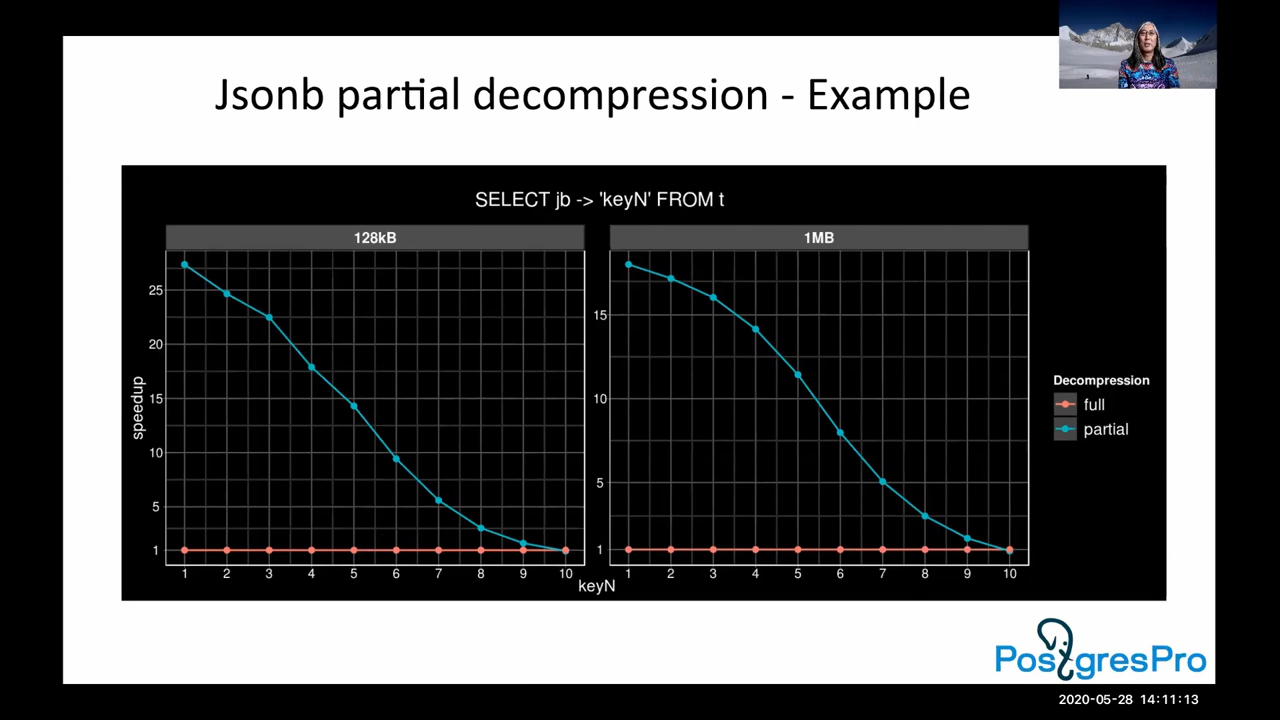 Jsonb partial decompression - Example
SELECT jb -> 'keyN' FROM t
128kB
1MB
25
20
15
10
5
1
speedup
15
10
5
1
1 2 3 4 5 6 7 8 9 10
1 2 3 4 5 6 7 8 9 10
keyN
Decompression
full
partial
PostgresPro
2020-05-28 14:11:13